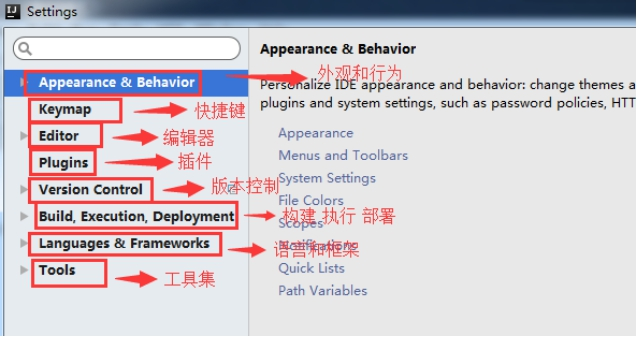 Settings
Appearance & Behavior
外观和行为
Keymap
快捷键
Editor
编辑器
Plugins
插件
Version Control
版本控制
Build, Execution, Deployment
构建 执行 部署
Languages & Frameworks
语言和框架
Tools
工具集
Appearance & Behavior
Personalize IDE appearance and behavior: change themes a
plugins and system settings, such as password policies, HTT
Appearance
Menus and Toolbars
System Settings
File Colors
Scopes
Notifications
Quick Lists
Path Variables